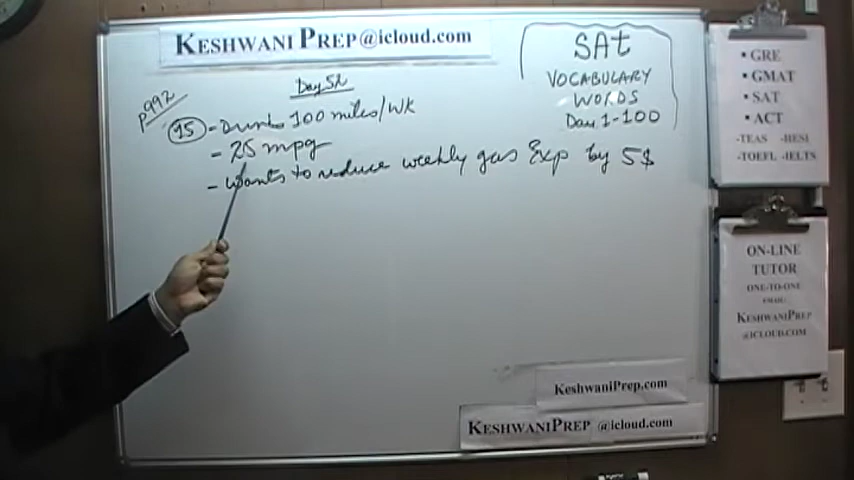 KESHWANI PREP@icloud.com
Day 52
P992
15 - Drives 100 miles/WK
- 25 mpg
- Wants to reduce weekly gas Exp by 5$
SAt
VOCABULARY
WORDS
Day 1-100
• GRE
• GMAT
• SAT
• ACT
-TEAS -HESI
-TOEFL -IELTS
ON-LINE
TUTOR
ONE-TO-ONE
EMAIL:
KESHWANIPREP
@ICLOUD.COM
KeshwaniPrep.com
KESHWANIPREP @icloud.com